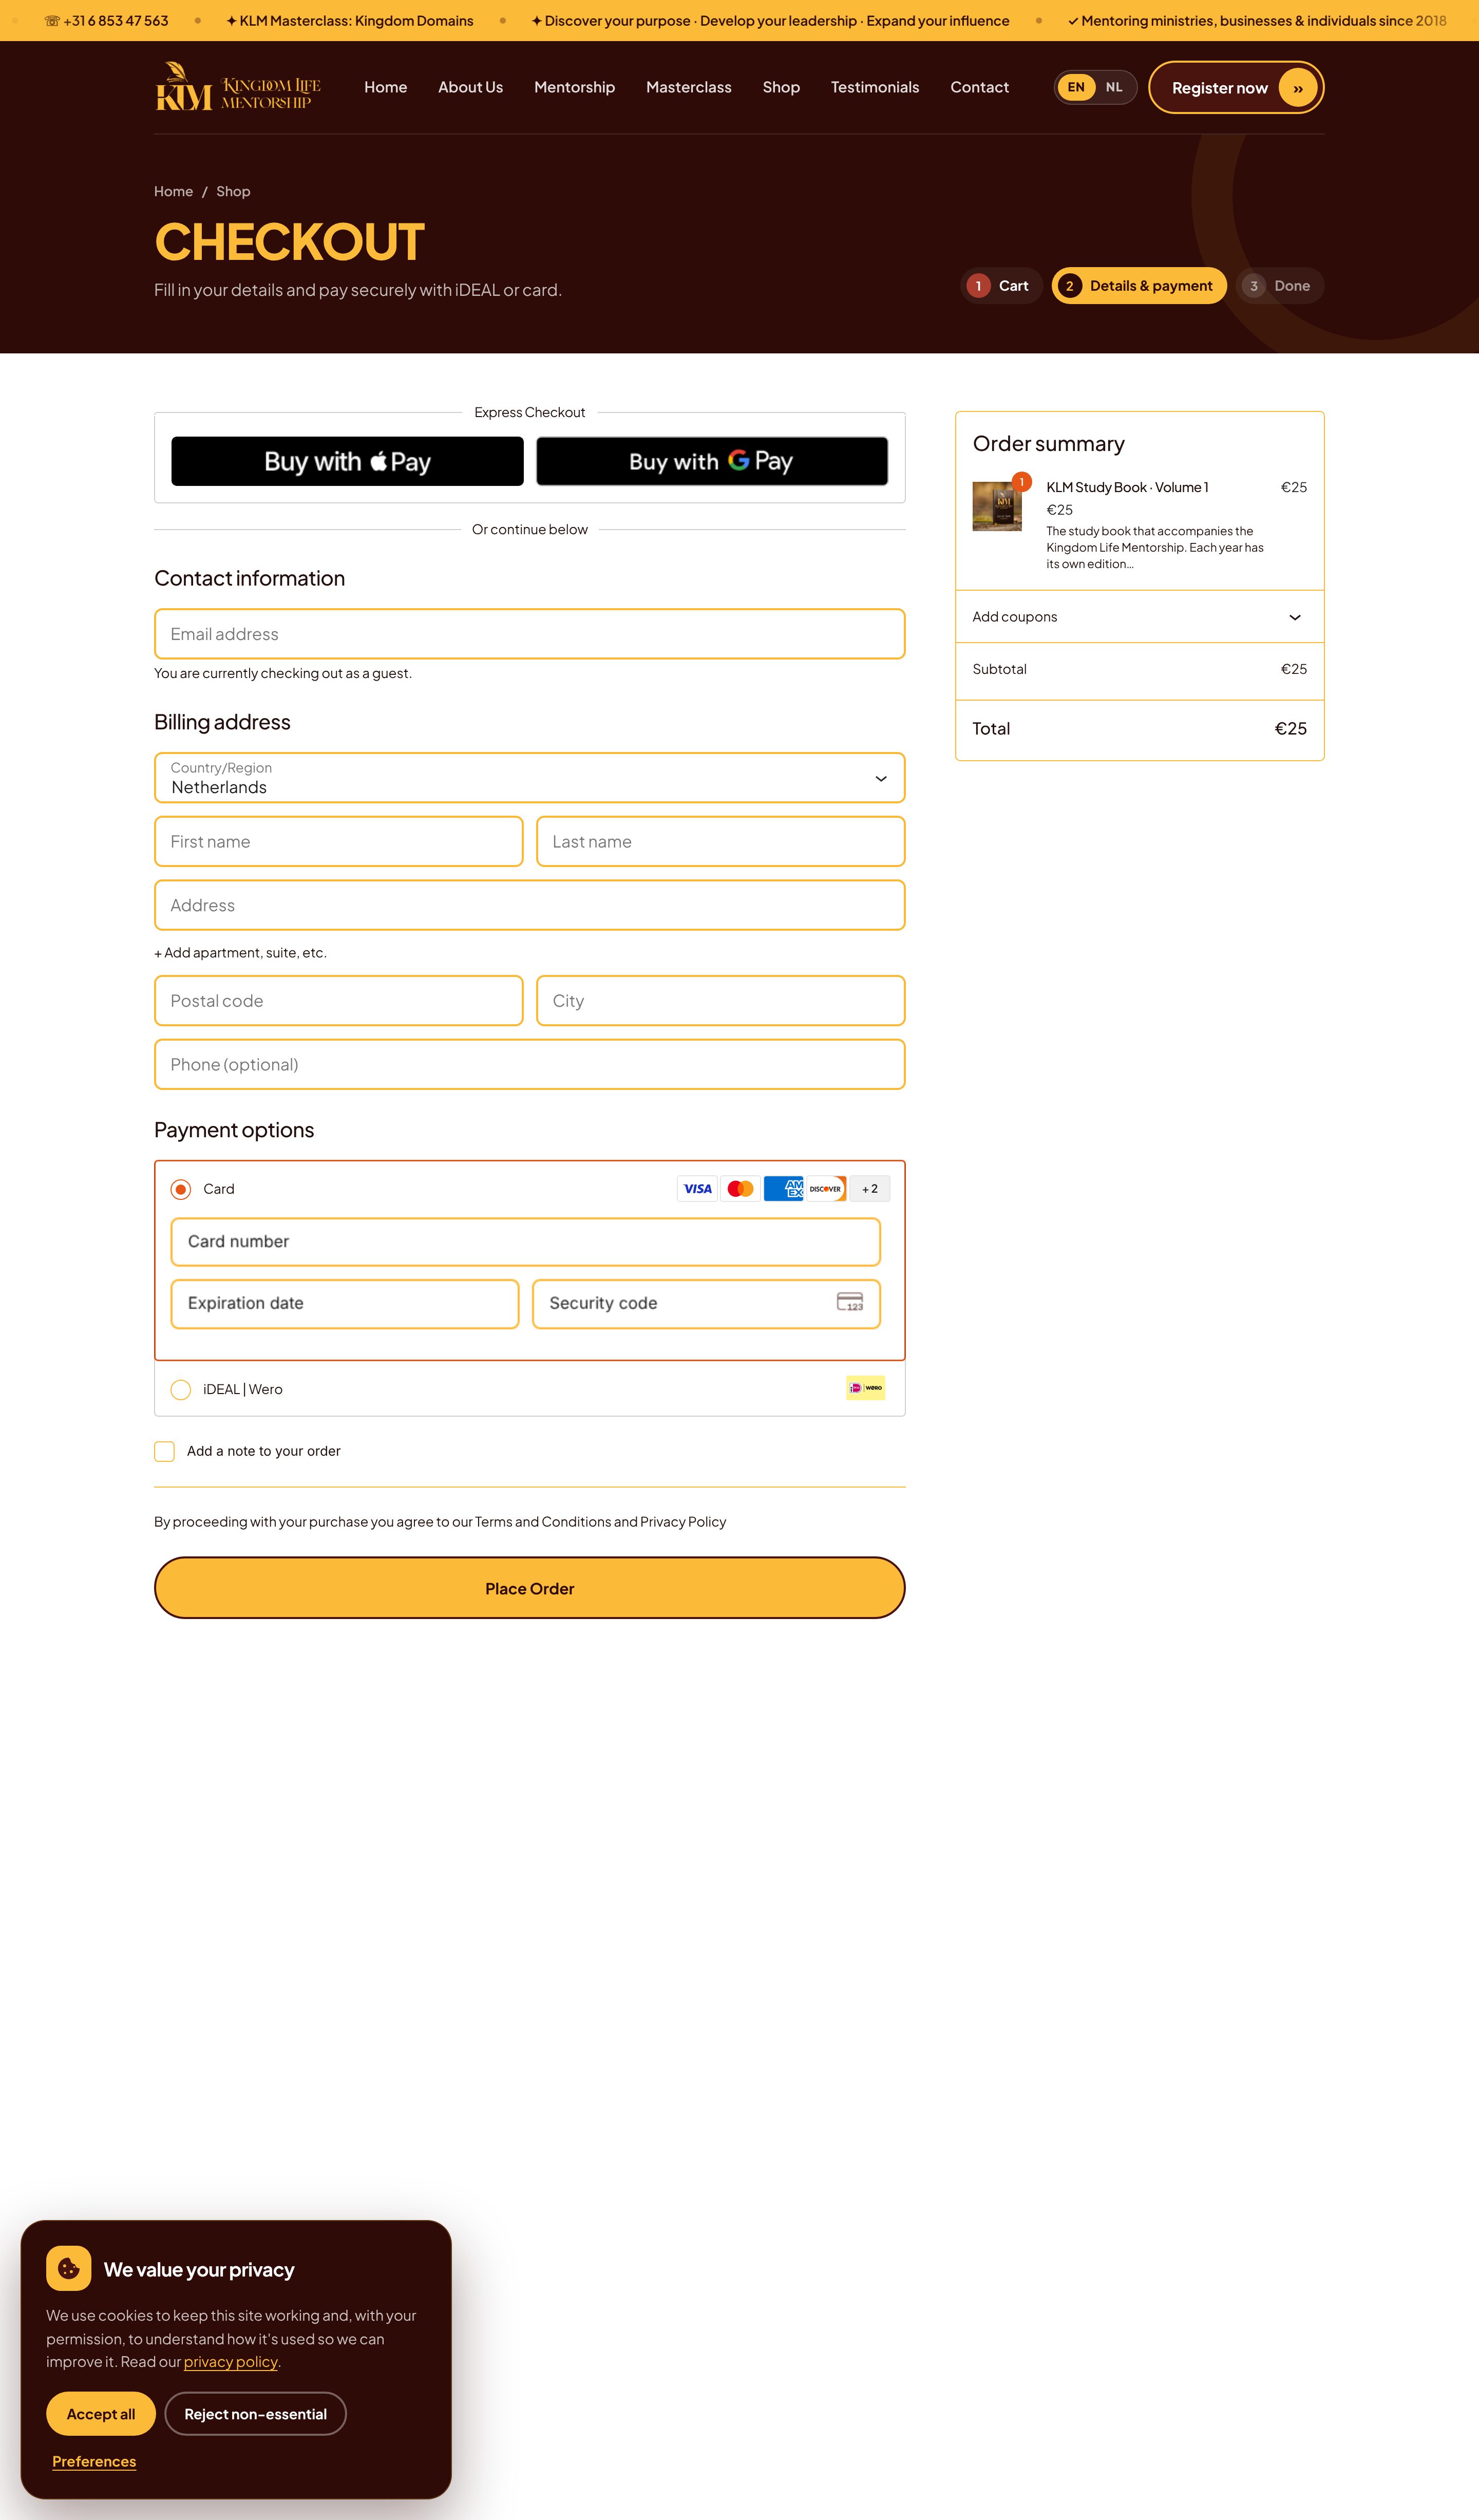 ☏ +31 6 853 47 563 • ✦ KLM Masterclass: Kingdom Domains • ✦ Discover your purpose · Develop your leadership · Expand your influence • ✓ Mentoring ministries, businesses & individuals since 2018
KLM KINGDOM LIFE MENTORSHIP
Home About Us Mentorship Masterclass Shop Testimonials Contact EN NL Register now »
Home / Shop
CHECKOUT
Fill in your details and pay securely with iDEAL or card.
1 Cart 2 Details & payment 3 Done
Express Checkout
Buy with Pay Buy with G Pay
Or continue below
Contact information
Email address
You are currently checking out as a guest.
Billing address
Country/Region
Netherlands
First name Last name
Address
+ Add apartment, suite, etc.
Postal code City
Phone (optional)
Payment options
Card VISA AMEX DISCOVER + 2
Card number
Expiration date Security code 123
iDEAL | Wero wero
Add a note to your order
By proceeding with your purchase you agree to our Terms and Conditions and Privacy Policy
Place Order
Order summary
1 KLM Study Book · Volume 1 €25
€25
The study book that accompanies the
Kingdom Life Mentorship. Each year has
its own edition…
Add coupons
Subtotal €25
Total €25
We value your privacy
We use cookies to keep this site working and, with your
permission, to understand how it's used so we can
improve it. Read our privacy policy.
Accept all Reject non-essential
Preferences